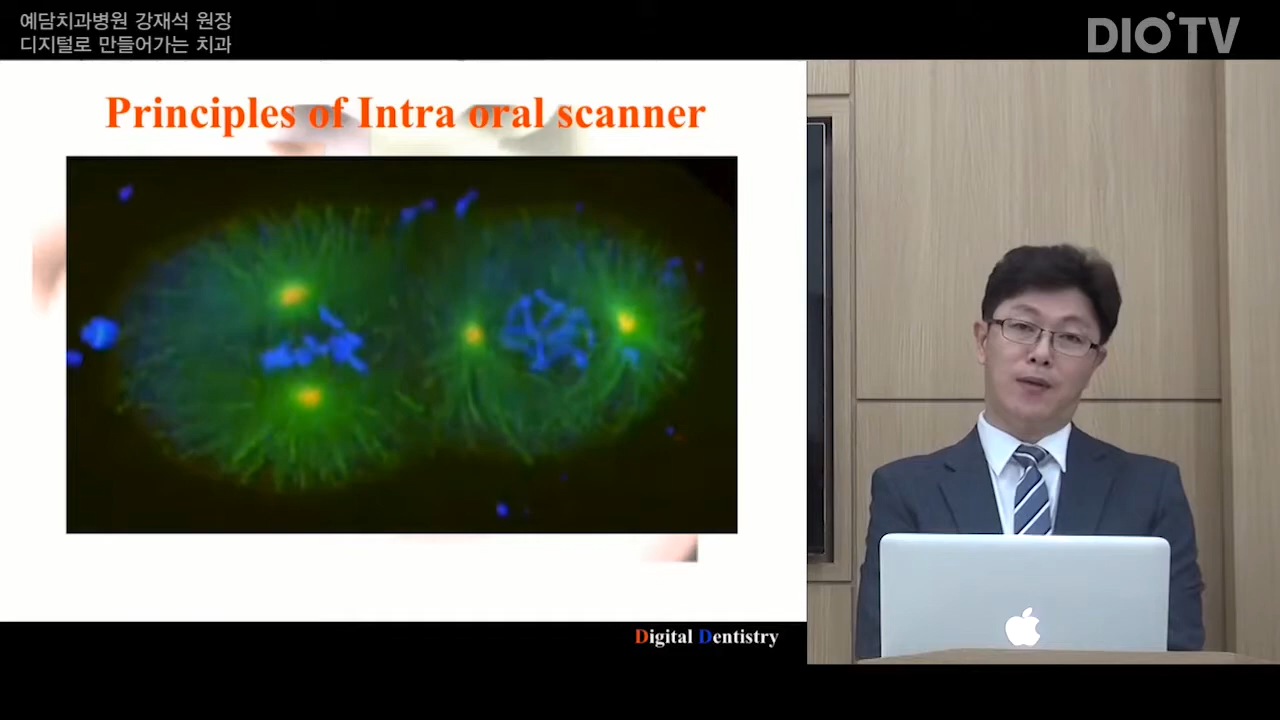 예담치과병원 강재석 원장
디지털로 만들어가는 치과
DIO TV
Principles of Intra oral scanner
Digital Dentistry